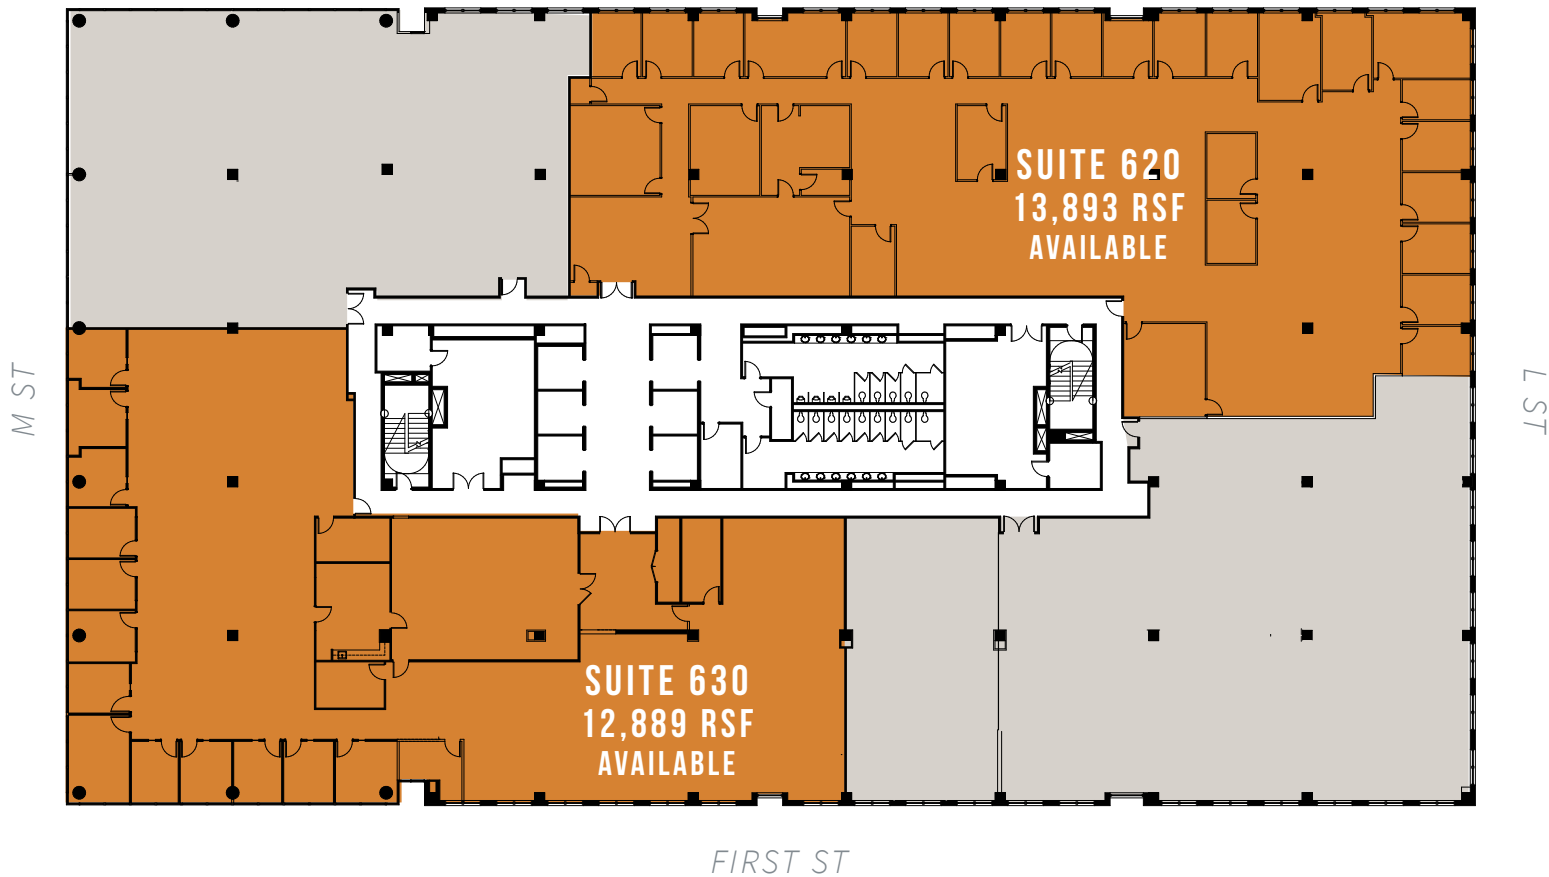 SUITE 620
13,893 RSF
AVAILABLE
M ST
L ST
SUITE 630
12,889 RSF
AVAILABLE
FIRST ST